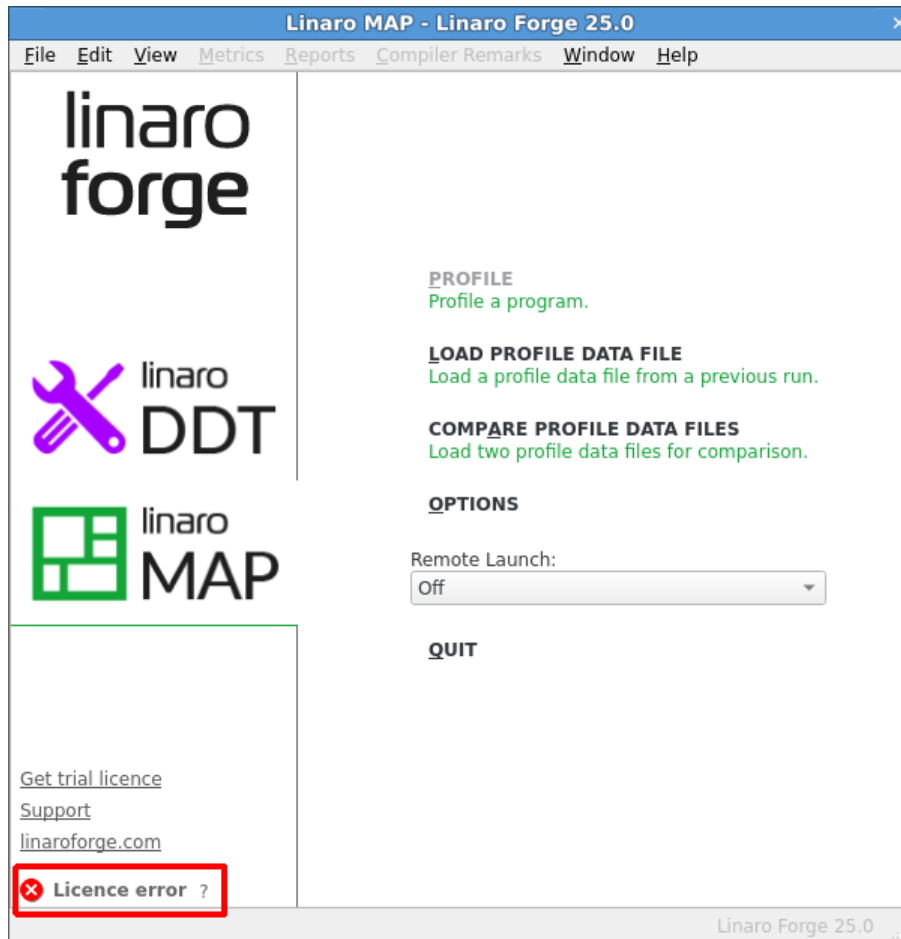 Linaro MAP - Linaro Forge 25.0
File Edit View Metrics Reports Compiler Remarks Window Help
linaro
forge
PROFILE
Profile a program.
LOAD PROFILE DATA FILE
Load a profile data file from a previous run.
linaro
DDT
COMPARE PROFILE DATA FILES
Load two profile data files for comparison.
OPTIONS
linaro
MAP
Remote Launch:
Off
QUIT
Get trial licence
Support
linaroforge.com
Licence error ?
Linaro Forge 25.0